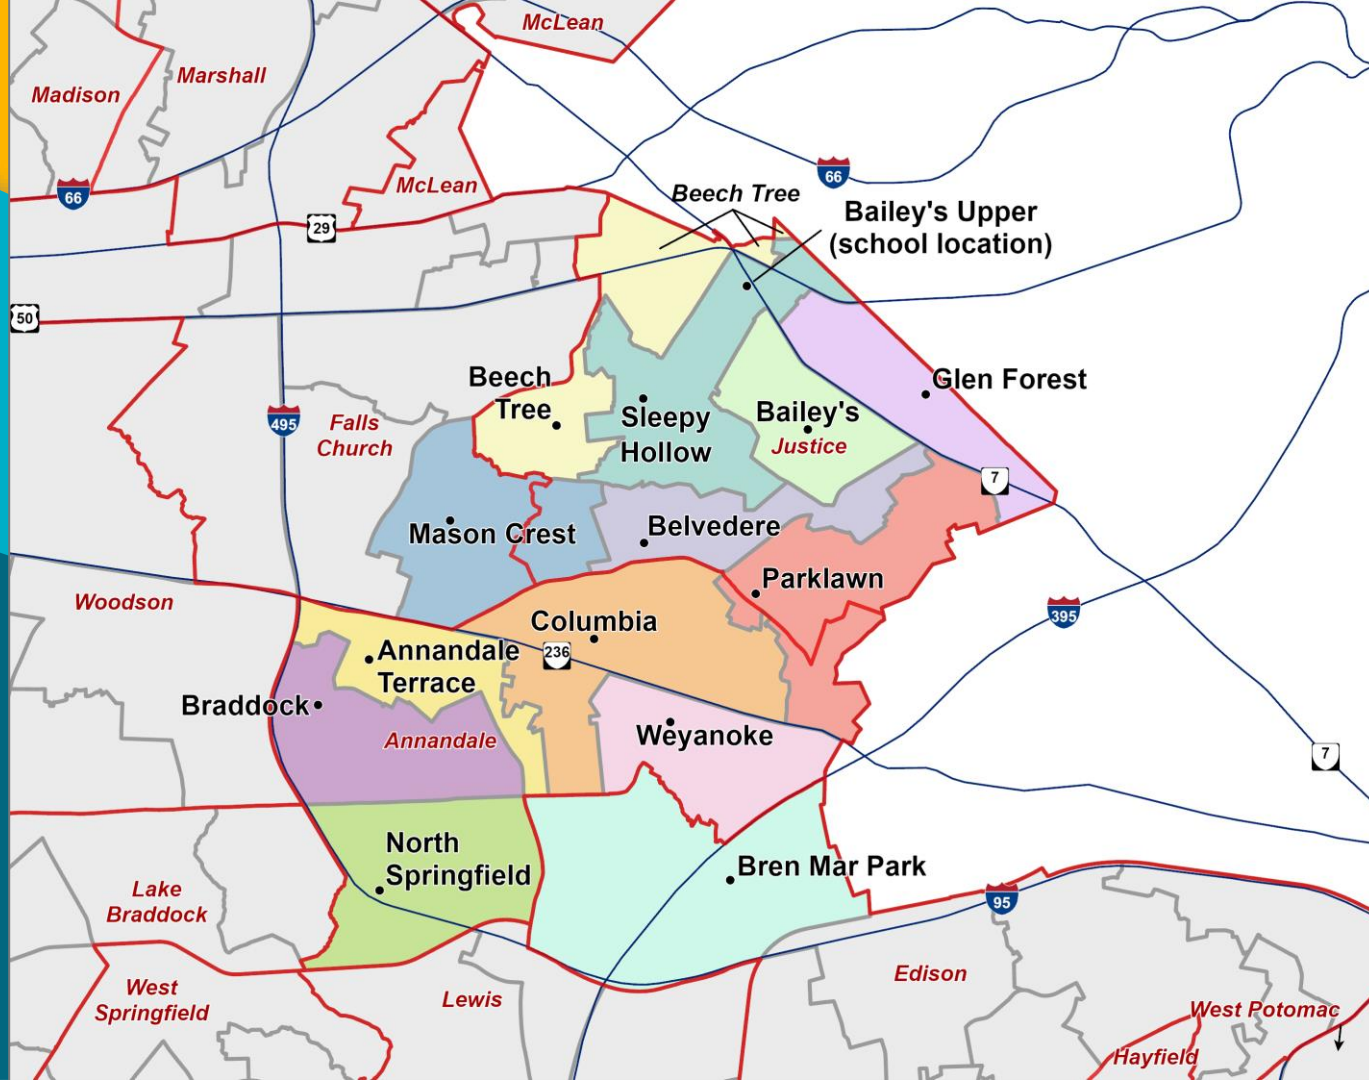 McLean
Marshall
Madison
66
McLean
Beech Tree
66
Bailey's Upper
(school location)
29
50
Beech
Tree
Glen Forest
495
Falls
Church
Sleepy
Hollow
Bailey's
Justice
7
Mason Crest
Belvedere
Parklawn
Woodson
395
Columbia
236
Annandale
Terrace
Braddock
Annandale
Weyanoke
7
North
Springfield
Bren Mar Park
Lake
Braddock
95
Edison
West
Springfield
Lewis
West Potomac
Hayfield